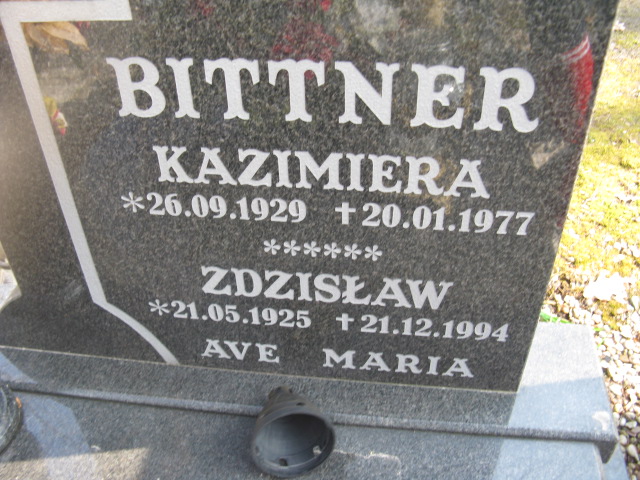 BITTNER
KAZIMIERA
*26.09.1929 †20.01.1977
******
ZDZISŁAW
*21.05.1925 †21.12.1994
AVE MARIA